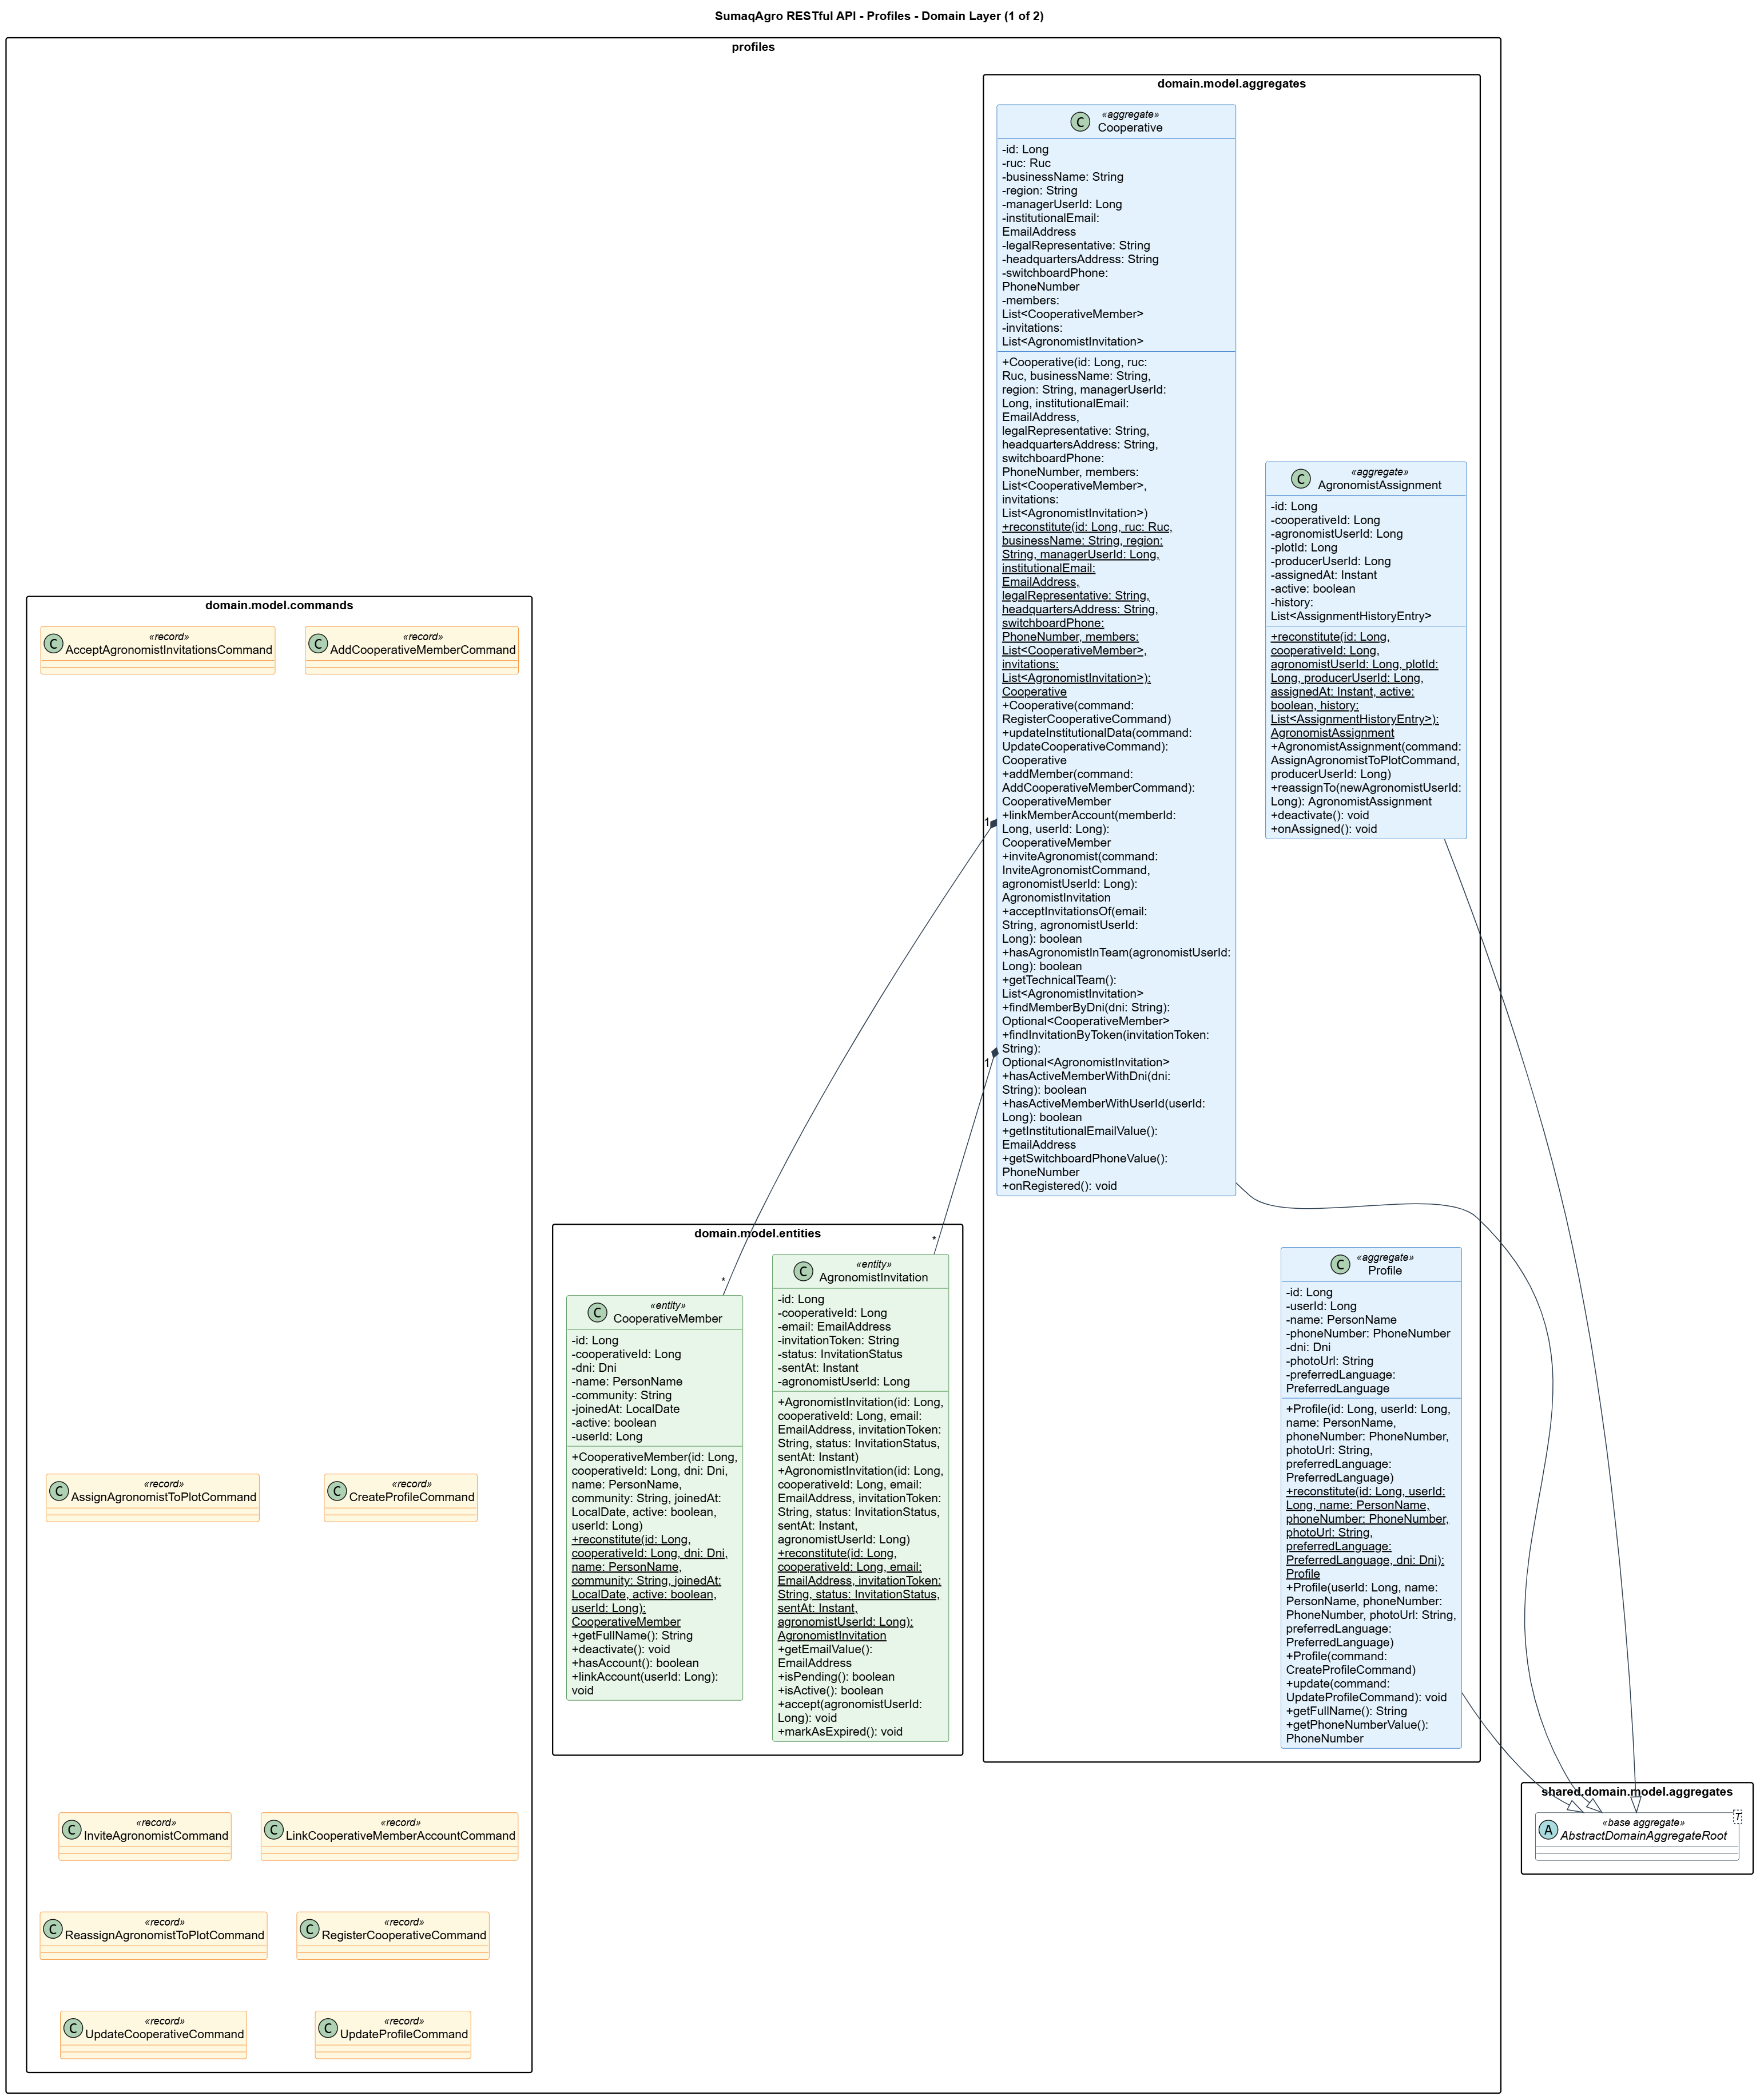 SumaqAgro RESTful API - Profiles - Domain Layer (1 of 2)
profiles
domain.model.aggregates
«aggregate»
Cooperative
-id: Long
-ruc: Ruc
-businessName: String
-region: String
-managerUserId: Long
-institutionalEmail:
EmailAddress
-legalRepresentative: String
-headquartersAddress: String
-switchboardPhone:
PhoneNumber
-members:
List<CooperativeMember>
-invitations:
List<AgronomistInvitation>
+Cooperative(id: Long, ruc:
Ruc, businessName: String,
region: String, managerUserId:
Long, institutionalEmail:
EmailAddress,
legalRepresentative: String,
headquartersAddress: String,
switchboardPhone:
PhoneNumber, members:
List<CooperativeMember>,
invitations:
List<AgronomistInvitation>)
+reconstitute(id: Long, ruc: Ruc,
businessName: String, region:
String, managerUserId: Long,
institutionalEmail:
EmailAddress,
legalRepresentative: String,
headquartersAddress: String,
switchboardPhone:
PhoneNumber, members:
List<CooperativeMember>,
invitations:
List<AgronomistInvitation>):
Cooperative
+Cooperative(command:
RegisterCooperativeCommand)
+updateInstitutionalData(command:
UpdateCooperativeCommand):
Cooperative
+addMember(command:
AddCooperativeMemberCommand):
CooperativeMember
+linkMemberAccount(memberId:
Long, userId: Long):
CooperativeMember
+inviteAgronomist(command:
InviteAgronomistCommand,
agronomistUserId: Long):
AgronomistInvitation
+acceptInvitationsOf(email:
String, agronomistUserId:
Long): boolean
+hasAgronomistInTeam(agronomistUserId:
Long): boolean
+getTechnicalTeam():
List<AgronomistInvitation>
+findMemberByDni(dni: String):
Optional<CooperativeMember>
+findInvitationByToken(invitationToken:
String):
Optional<AgronomistInvitation>
+hasActiveMemberWithDni(dni:
String): boolean
+hasActiveMemberWithUserId(userId:
Long): boolean
+getInstitutionalEmailValue():
EmailAddress
+getSwitchboardPhoneValue():
PhoneNumber
+onRegistered(): void
«aggregate»
AgronomistAssignment
-id: Long
-cooperativeId: Long
-agronomistUserId: Long
-plotId: Long
-producerUserId: Long
-assignedAt: Instant
-active: boolean
-history:
List<AssignmentHistoryEntry>
+reconstitute(id: Long,
cooperativeId: Long,
agronomistUserId: Long, plotId:
Long, producerUserId: Long,
assignedAt: Instant, active:
boolean, history:
List<AssignmentHistoryEntry>):
AgronomistAssignment
+AgronomistAssignment(command:
AssignAgronomistToPlotCommand,
producerUserId: Long)
+reassignTo(newAgronomistUserId:
Long): AgronomistAssignment
+deactivate(): void
+onAssigned(): void
«aggregate»
Profile
-id: Long
-userId: Long
-name: PersonName
-phoneNumber: PhoneNumber
-dni: Dni
-photoUrl: String
-preferredLanguage:
PreferredLanguage
+Profile(id: Long, userId: Long,
name: PersonName,
phoneNumber: PhoneNumber,
photoUrl: String,
preferredLanguage:
PreferredLanguage)
+reconstitute(id: Long, userId:
Long, name: PersonName,
phoneNumber: PhoneNumber,
photoUrl: String,
preferredLanguage:
PreferredLanguage, dni: Dni):
Profile
+Profile(userId: Long, name:
PersonName, phoneNumber:
PhoneNumber, photoUrl: String,
preferredLanguage:
PreferredLanguage)
+Profile(command:
CreateProfileCommand)
+update(command:
UpdateProfileCommand): void
+getFullName(): String
+getPhoneNumberValue():
PhoneNumber
domain.model.commands
«record»
AcceptAgronomistInvitationsCommand
«record»
AddCooperativeMemberCommand
«record»
AssignAgronomistToPlotCommand
«record»
CreateProfileCommand
«record»
InviteAgronomistCommand
«record»
LinkCooperativeMemberAccountCommand
«record»
ReassignAgronomistToPlotCommand
«record»
RegisterCooperativeCommand
«record»
UpdateCooperativeCommand
«record»
UpdateProfileCommand
1
1
*
*
domain.model.entities
«entity»
CooperativeMember
-id: Long
-cooperativeId: Long
-dni: Dni
-name: PersonName
-community: String
-joinedAt: LocalDate
-active: boolean
-userId: Long
+CooperativeMember(id: Long,
cooperativeId: Long, dni: Dni,
name: PersonName,
community: String, joinedAt:
LocalDate, active: boolean,
userId: Long)
+reconstitute(id: Long,
cooperativeId: Long, dni: Dni,
name: PersonName,
community: String, joinedAt:
LocalDate, active: boolean,
userId: Long):
CooperativeMember
+getFullName(): String
+deactivate(): void
+hasAccount(): boolean
+linkAccount(userId: Long):
void
«entity»
AgronomistInvitation
-id: Long
-cooperativeId: Long
-email: EmailAddress
-invitationToken: String
-status: InvitationStatus
-sentAt: Instant
-agronomistUserId: Long
+AgronomistInvitation(id: Long,
cooperativeId: Long, email:
EmailAddress, invitationToken:
String, status: InvitationStatus,
sentAt: Instant)
+AgronomistInvitation(id: Long,
cooperativeId: Long, email:
EmailAddress, invitationToken:
String, status: InvitationStatus,
sentAt: Instant,
agronomistUserId: Long)
+reconstitute(id: Long,
cooperativeId: Long, email:
EmailAddress, invitationToken:
String, status: InvitationStatus,
sentAt: Instant,
agronomistUserId: Long):
AgronomistInvitation
+getEmailValue():
EmailAddress
+isPending(): boolean
+isActive(): boolean
+accept(agronomistUserId:
Long): void
+markAsExpired(): void
shared.domain.model.aggregates
«base aggregate»
AbstractDomainAggregateRoot
T